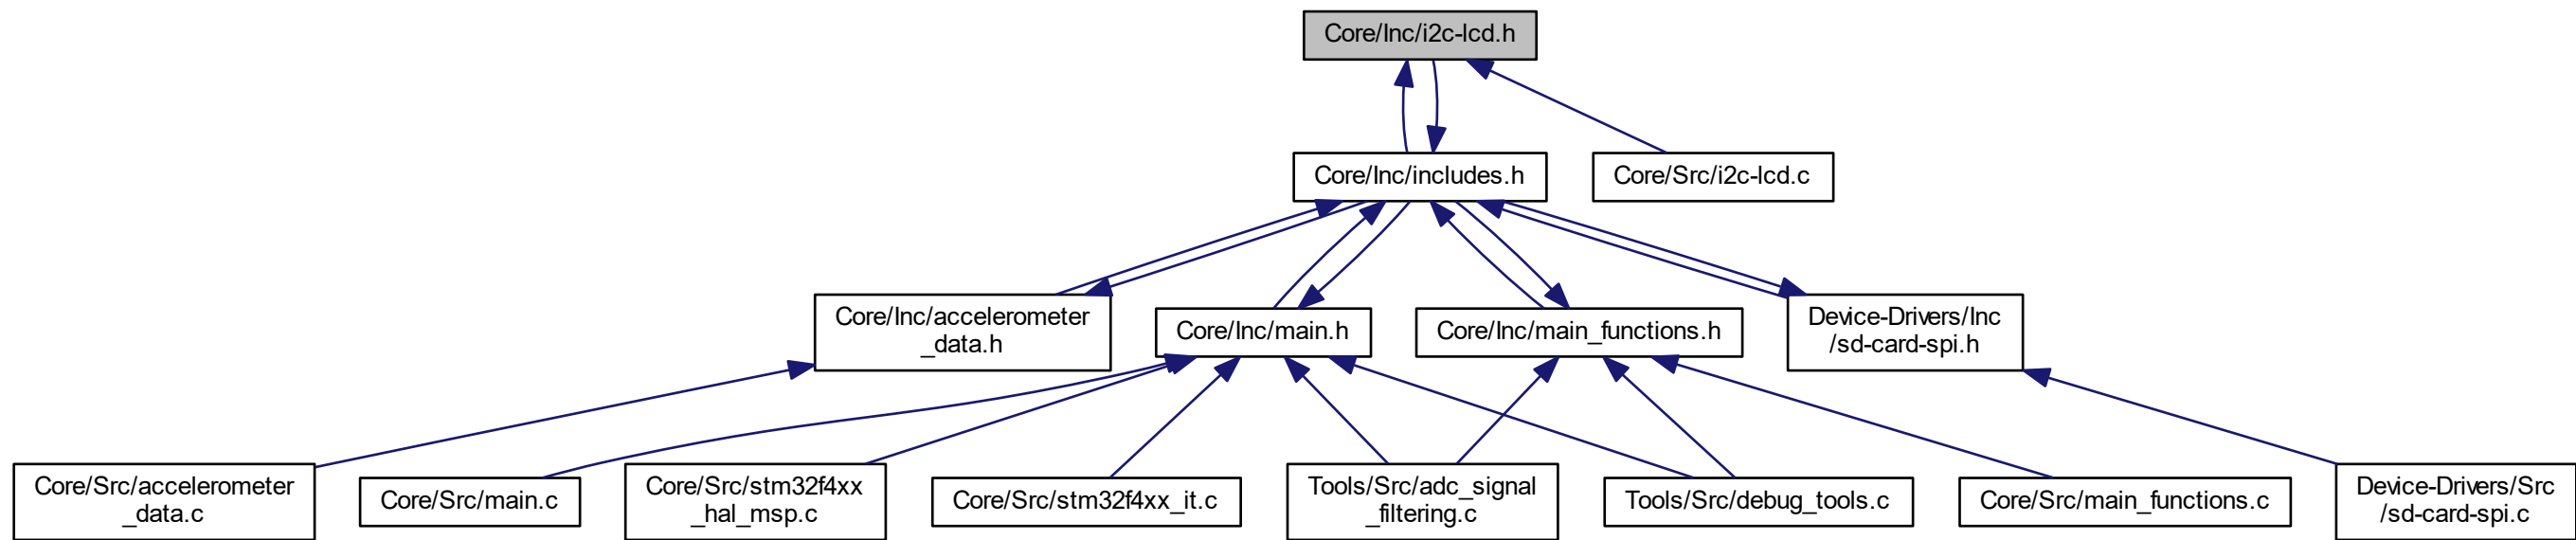 Core/Inc/i2c-lcd.h
Core/Inc/includes.h
Core/Src/i2c-lcd.c
Core/Inc/accelerometer
_data.h
Core/Inc/main.h
Core/Inc/main_functions.h
Device-Drivers/Inc
/sd-card-spi.h
Core/Src/accelerometer
_data.c
Core/Src/main.c
Core/Src/stm32f4xx
_hal_msp.c
Core/Src/stm32f4xx_it.c
Tools/Src/adc_signal
_filtering.c
Tools/Src/debug_tools.c
Core/Src/main_functions.c
Device-Drivers/Src
/sd-card-spi.c